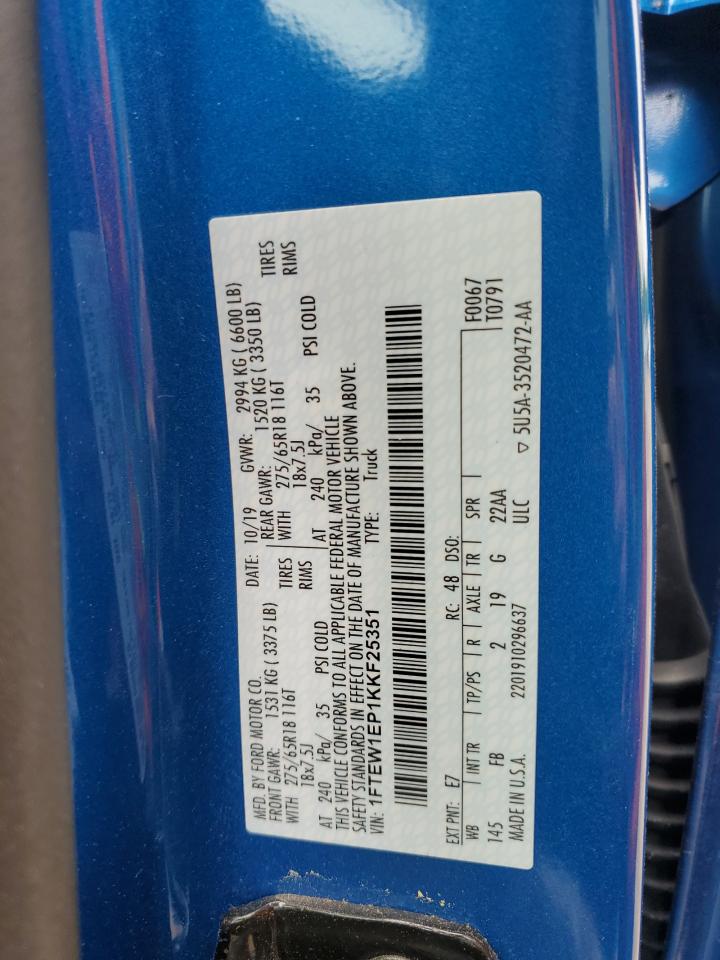 MFD. BY FORD MOTOR CO.
DATE: 10/19 GVWR: 2994 KG ( 6600 LB)
FRONT GAWR: 1531 KG ( 3375 LB)
REAR GAWR: 1520 KG ( 3350 LB)
WITH 275/65R18 116T TIRES
WITH 275/65R18 116T TIRES
18x7.5J RIMS
18x7.5J RIMS
AT 240 kPa/ 35 PSI COLD
AT 240 kPa/ 35 PSI COLD
THIS VEHICLE CONFORMS TO ALL APPLICABLE FEDERAL MOTOR VEHICLE
SAFETY STANDARDS IN EFFECT ON THE DATE OF MANUFACTURE SHOWN ABOVE.
VIN: 1FTEW1EP1KKF25351 TYPE: Truck
EXT PNT: E7 RC: 48 DSO: F0067
WB INT TR TP/PS R AXLE TR SPR T0791
145 FB 2 19 G 22AA
MADE IN U.S.A. 2201910296637 ULC ▽ 5U5A-3520472-AA